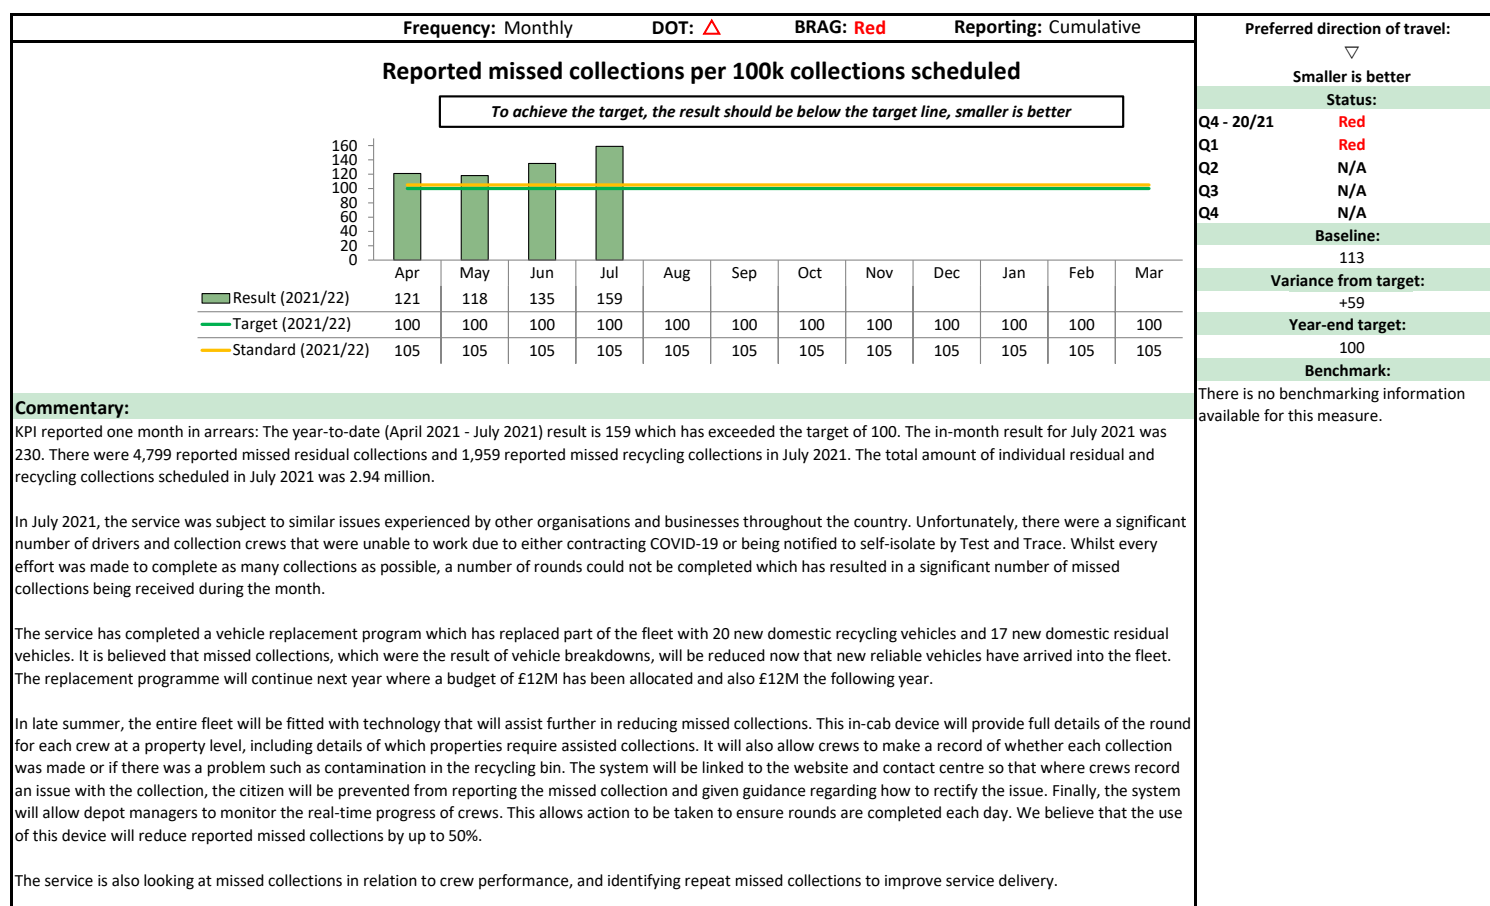 Frequency: Monthly DOT: △ BRAG: Red Reporting: Cumulative
Reported missed collections per 100k collections scheduled
To achieve the target, the result should be below the target line, smaller is better
160
140
120
100
80
60
40
20
0
Apr May Jun Jul Aug Sep Oct Nov Dec Jan Feb Mar
Result (2021/22) 121 118 135 159
Target (2021/22) 100 100 100 100 100 100 100 100 100 100 100 100
Standard (2021/22) 105 105 105 105 105 105 105 105 105 105 105 105
Preferred direction of travel:
▽
Smaller is better
Status:
Q4 - 20/21 Red
Q1 Red
Q2 N/A
Q3 N/A
Q4 N/A
Baseline:
113
Variance from target:
+59
Year-end target:
100
Benchmark:
There is no benchmarking information
available for this measure.
Commentary:
KPI reported one month in arrears: The year-to-date (April 2021 - July 2021) result is 159 which has exceeded the target of 100. The in-month result for July 2021 was
230. There were 4,799 reported missed residual collections and 1,959 reported missed recycling collections in July 2021. The total amount of individual residual and
recycling collections scheduled in July 2021 was 2.94 million.
In July 2021, the service was subject to similar issues experienced by other organisations and businesses throughout the country. Unfortunately, there were a significant
number of drivers and collection crews that were unable to work due to either contracting COVID-19 or being notified to self-isolate by Test and Trace. Whilst every
effort was made to complete as many collections as possible, a number of rounds could not be completed which has resulted in a significant number of missed
collections being received during the month.
The service has completed a vehicle replacement program which has replaced part of the fleet with 20 new domestic recycling vehicles and 17 new domestic residual
vehicles. It is believed that missed collections, which were the result of vehicle breakdowns, will be reduced now that new reliable vehicles have arrived into the fleet.
The replacement programme will continue next year where a budget of £12M has been allocated and also £12M the following year.
In late summer, the entire fleet will be fitted with technology that will assist further in reducing missed collections. This in-cab device will provide full details of the round
for each crew at a property level, including details of which properties require assisted collections. It will also allow crews to make a record of whether each collection
was made or if there was a problem such as contamination in the recycling bin. The system will be linked to the website and contact centre so that where crews record
an issue with the collection, the citizen will be prevented from reporting the missed collection and given guidance regarding how to rectify the issue. Finally, the system
will allow depot managers to monitor the real-time progress of crews. This allows action to be taken to ensure rounds are completed each day. We believe that the use
of this device will reduce reported missed collections by up to 50%.
The service is also looking at missed collections in relation to crew performance, and identifying repeat missed collections to improve service delivery.